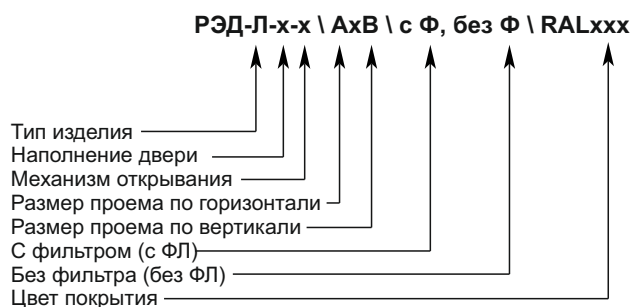 РЭД-Л-х-х \ АхВ \ с Ф, без Ф \ RALxxx
Тип изделия
Наполнение двери
Механизм открывания
Размер проема по горизонтали
Размер проема по вертикали
С фильтром (с ФЛ)
Без фильтра (без ФЛ)
Цвет покрытия